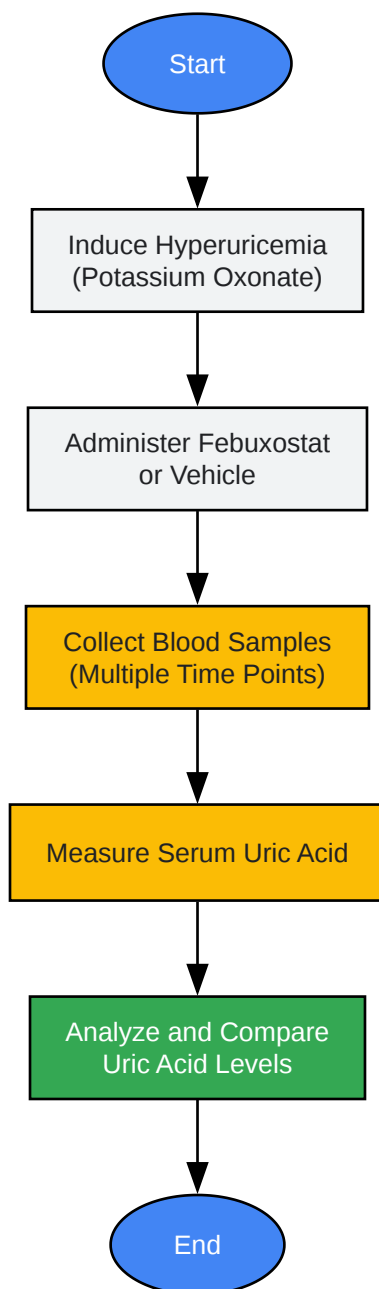 Start
Induce Hyperuricemia
(Potassium Oxonate)
Administer Febuxostat
or Vehicle
Collect Blood Samples
(Multiple Time Points)
Measure Serum Uric Acid
Analyze and Compare
Uric Acid Levels
End